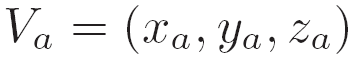 V_a = (x_a, y_a, z_a)